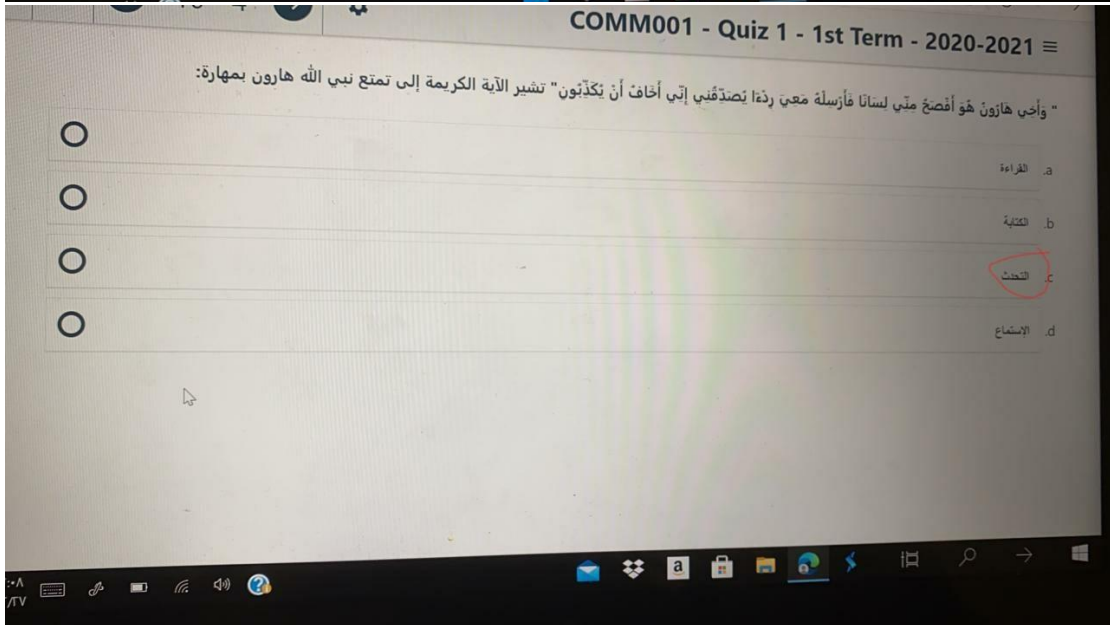 COMM001 - Quiz 1 - 1st Term - 2020-2021
" وَأَخِي هَارُونُ هُوَ أَفْصَحُ مِنِّي لِسَانًا فَأَرْسِلْهُ مَعِيَ رِدْءًا يُصَدِّقُنِي إِنِّي أَخَافُ أَنْ يُكَذِّبُونِ" تشير الآية الكريمة إلى تمتع نبي الله هارون بمهارة:
a. القراءة
b. الكتابة
c. التحدث
d. الإستماع
a